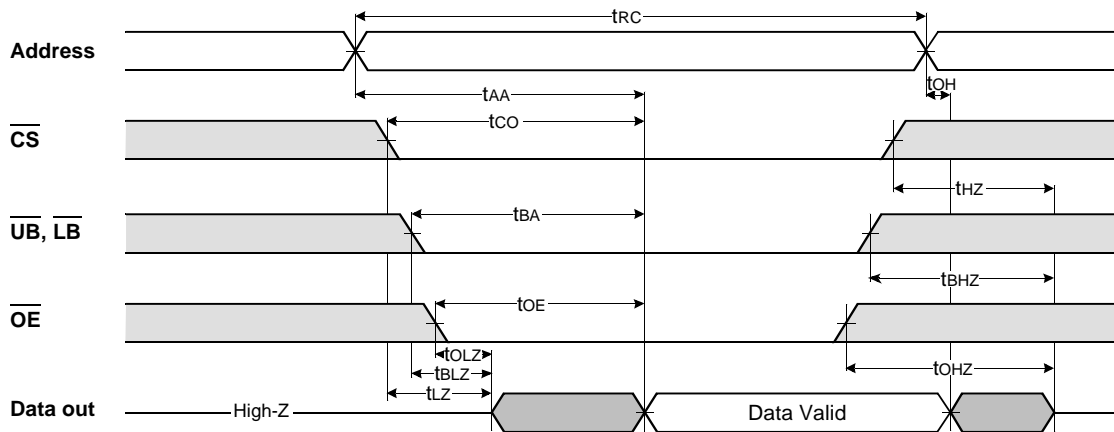 tRC
Address
tOH
tAA
tCO
CS
tHZ
tBA
UB, LB
tBHZ
tOE
OE
tOLZ
tOHZ
tBLZ
tLZ
Data out
High-Z
Data Valid